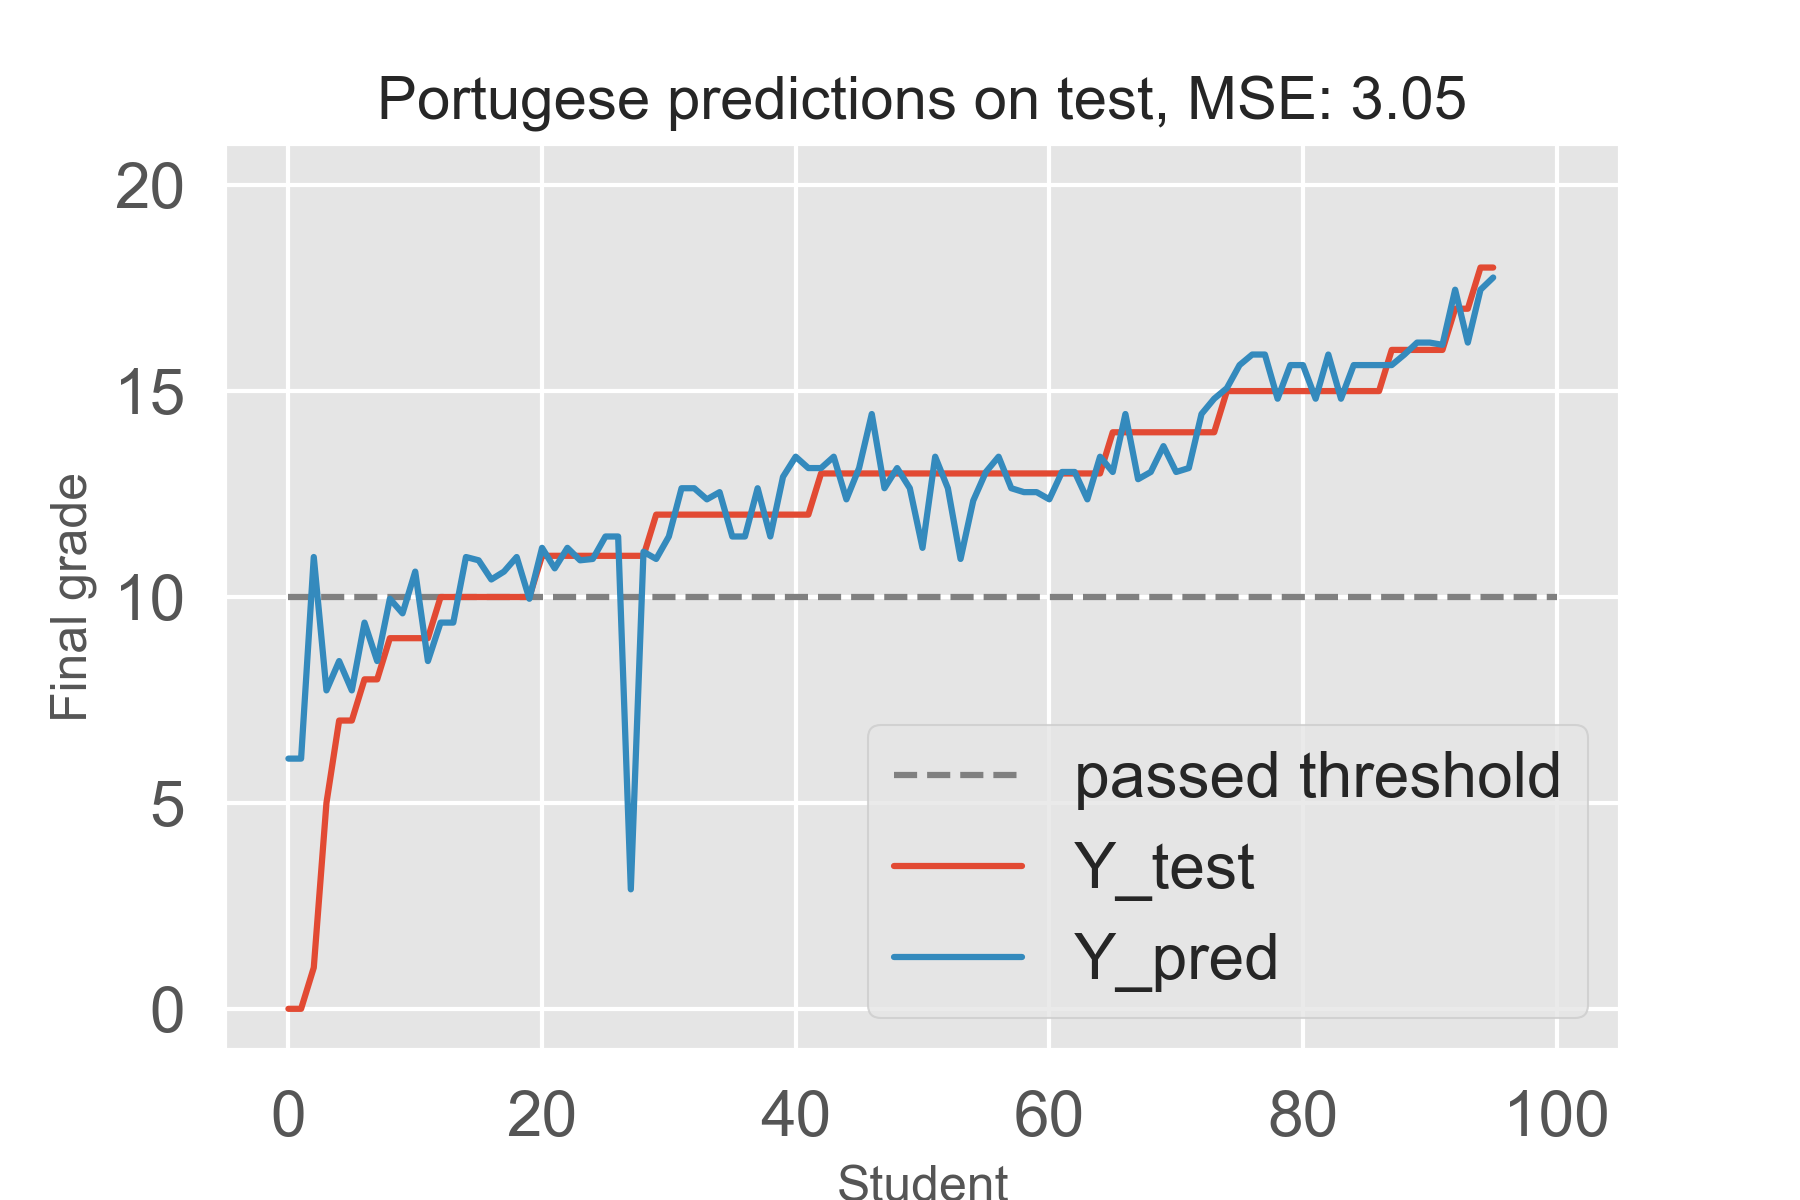 Portugese predictions on test, MSE: 3.05
20
15
10
5
0
Final grade
passed threshold
Y_test
Y_pred
0 20 40 60 80 100
Student